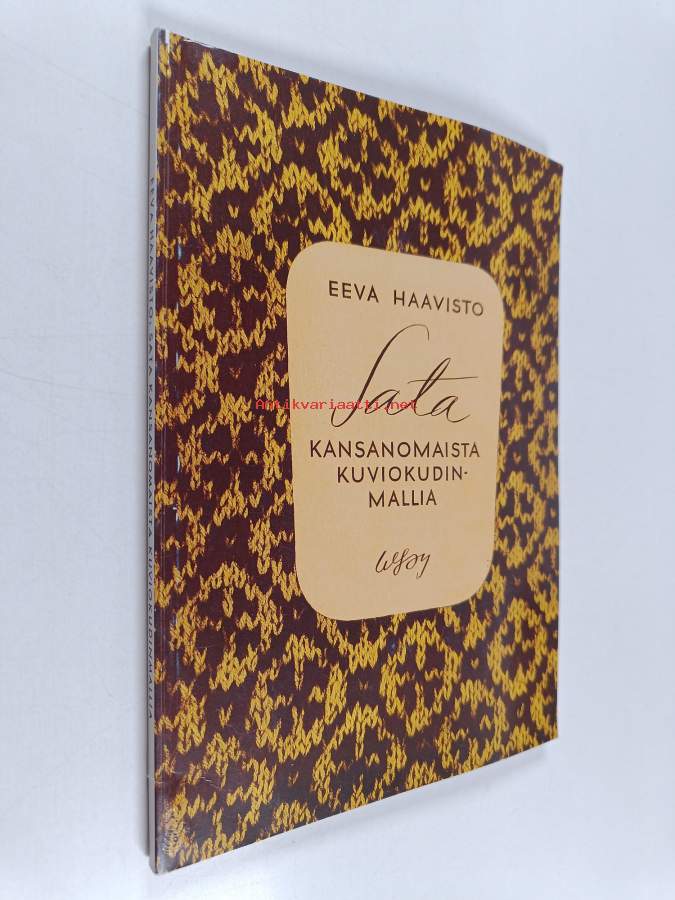 EEVA HAAVISTO
Sata
Antikvariaatti.net
KANSANOMAISTA
KUVIOKUDIN-
MALLIA
WSOY
EEVA HAAVISTO: SATA KANSANOMAISTA KUVIOKUDINMALLIA